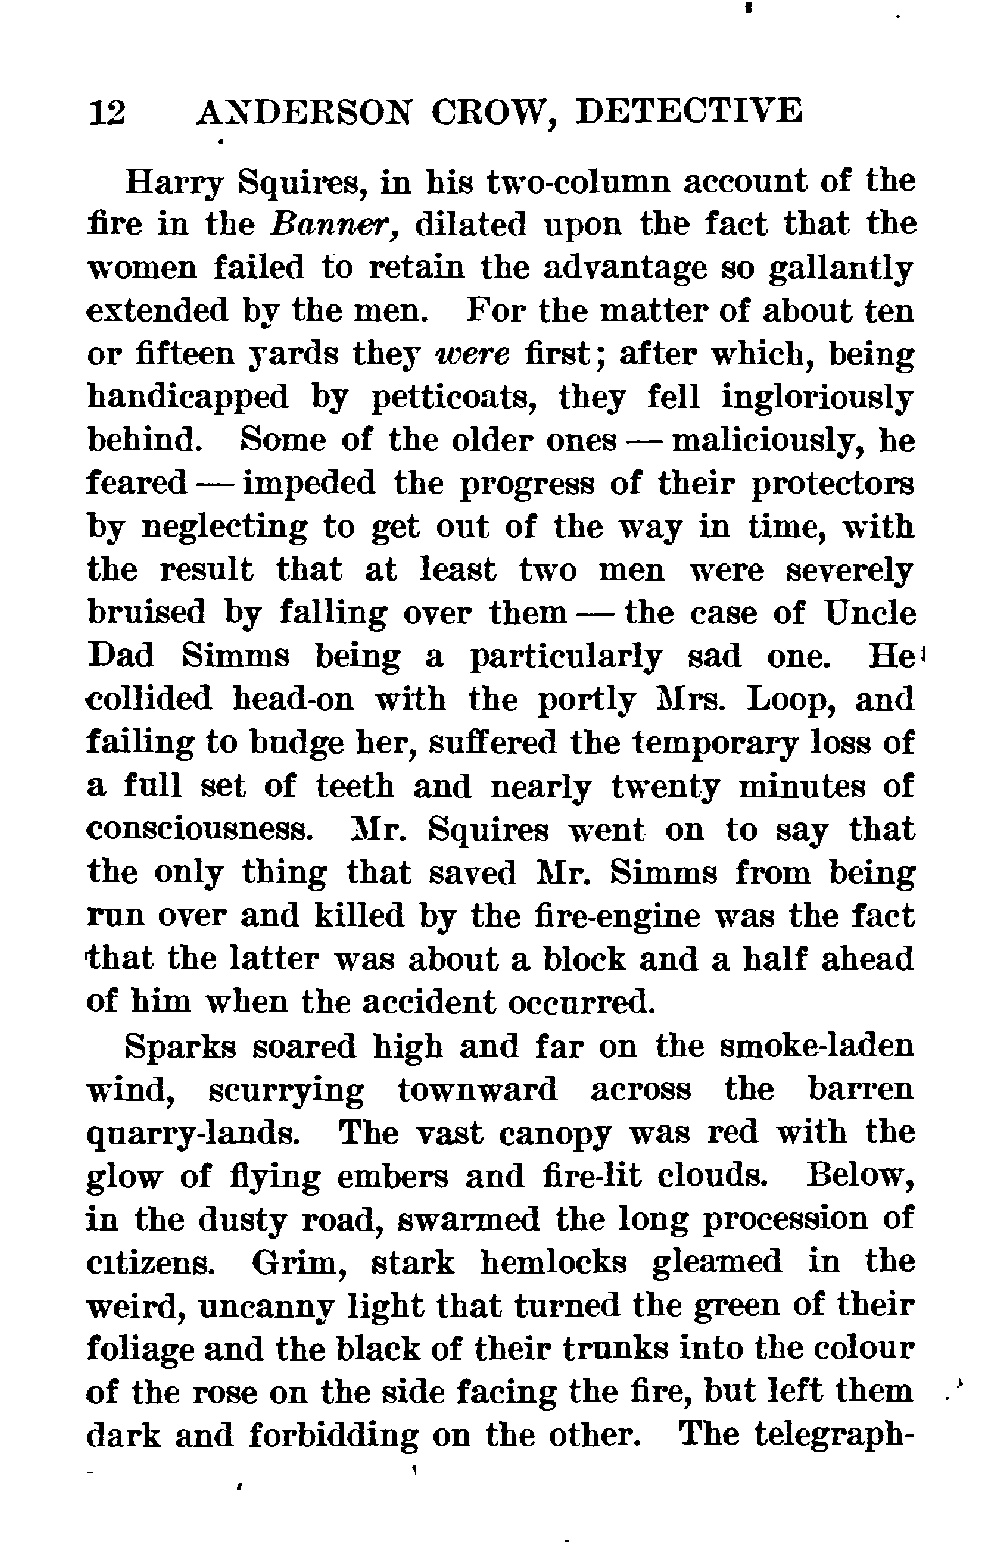 12 ANDERSON CROW, DETECTIVE
Harry Squires, in his two-column account of the
fire in the Banner, dilated upon the fact that the
women failed to retain the advantage so gallantly
extended by the men. For the matter of about ten
or fifteen yards they were first; after which, being
handicapped by petticoats, they fell ingloriously
behind. Some of the older ones — maliciously, he
feared — impeded the progress of their protectors
by neglecting to get out of the way in time, with
the result that at least two men were severely
bruised by falling over them — the case of Uncle
Dad Simms being a particularly sad one. He
collided head-on with the portly Mrs. Loop, and
failing to budge her, suffered the temporary loss of
a full set of teeth and nearly twenty minutes of
consciousness. Mr. Squires went on to say that
the only thing that saved Mr. Simms from being
run over and killed by the fire-engine was the fact
that the latter was about a block and a half ahead
of him when the accident occurred.
Sparks soared high and far on the smoke-laden
wind, scurrying townward across the barren
quarry-lands. The vast canopy was red with the
glow of flying embers and fire-lit clouds. Below,
in the dusty road, swarmed the long procession of
citizens. Grim, stark hemlocks gleamed in the
weird, uncanny light that turned the green of their
foliage and the black of their trunks into the colour
of the rose on the side facing the fire, but left them
dark and forbidding on the other. The telegraph-